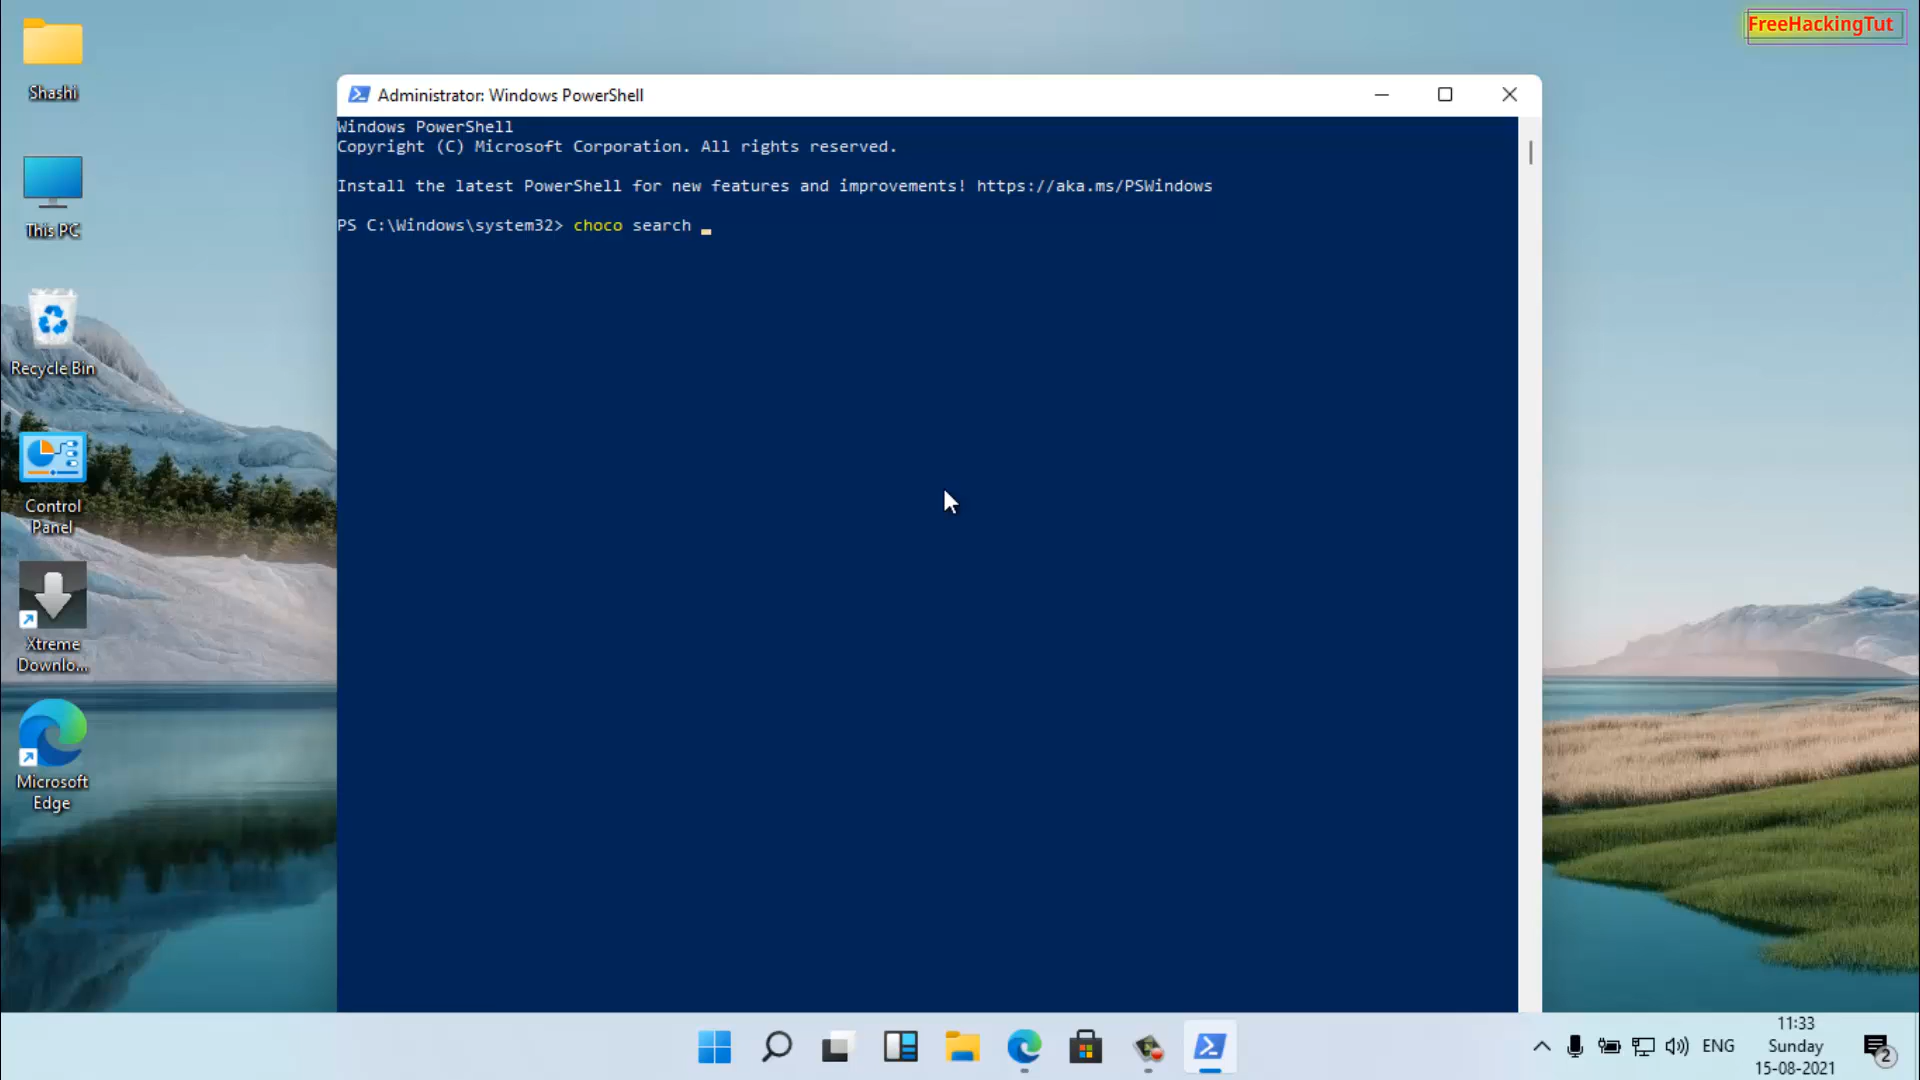 FreeHackingTut
Shashi
This PC
Recycle Bin
Control
Panel
Xtreme
Downlo...
Microsoft
Edge
Administrator: Windows PowerShell
Windows PowerShell
Copyright (C) Microsoft Corporation. All rights reserved.
Install the latest PowerShell for new features and improvements! https://aka.ms/PSWindows
PS C:\Windows\system32> choco search _
ENG
11:33
Sunday
15-08-2021
2